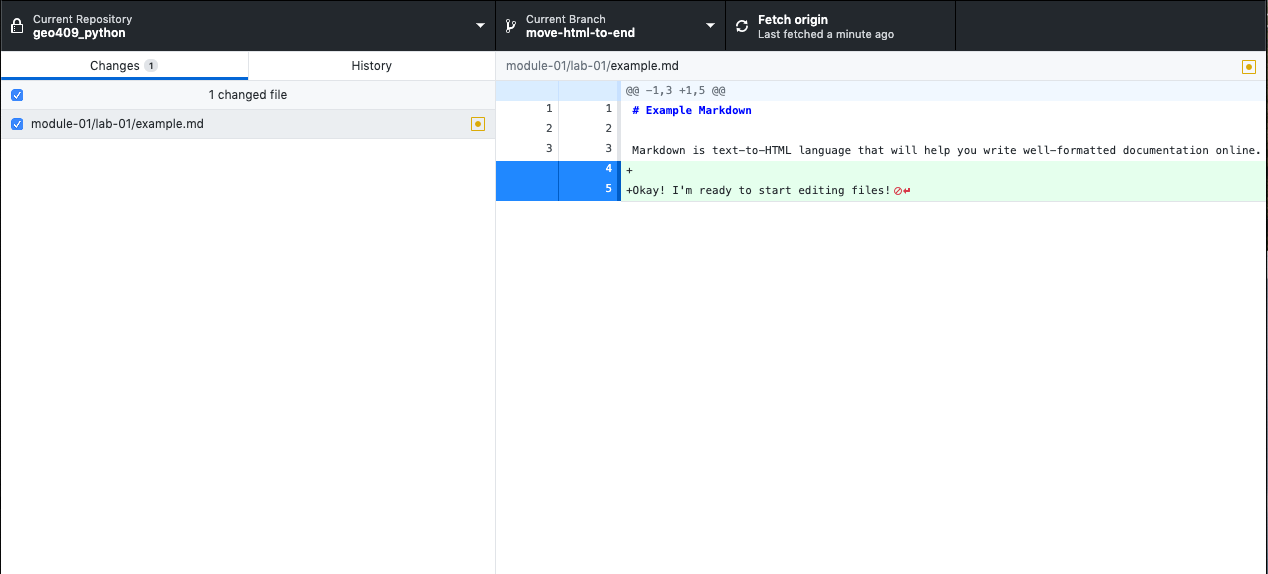 Current Repository
geo409_python
Current Branch
move-html-to-end
Fetch origin
Last fetched a minute ago
Changes 1
History
1 changed file
module-01/lab-01/example.md
module-01/lab-01/example.md
@@ -1,3 +1,5 @@
1 1 # Example Markdown
2 2
3 3 Markdown is text-to-HTML language that will help you write well-formatted documentation online.
4 +
5 +Okay! I'm ready to start editing files!